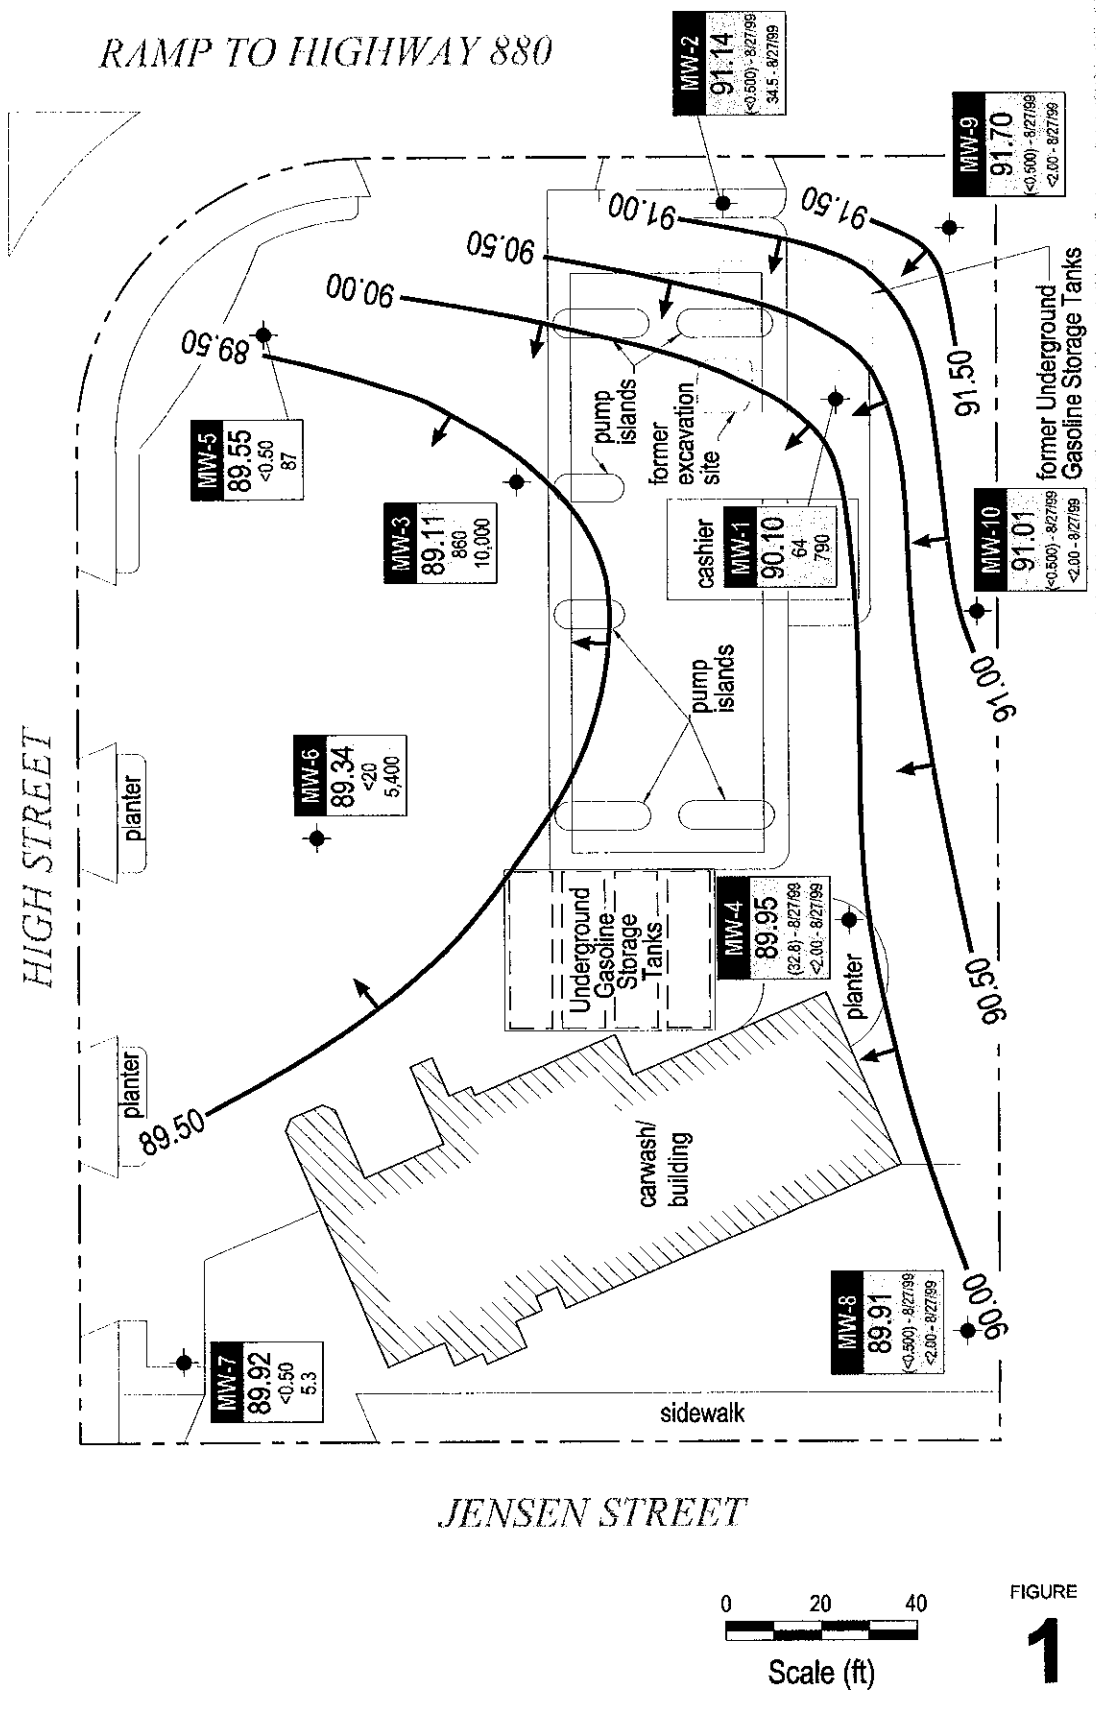 RAMP TO HIGHWAY 880
MW-2
91.14
(<0.500) - 8/27/99
34.5 - 8/27/99
MW-9
91.70
(<0.500) - 8/27/99
<2.00 - 8/27/99
91.50
91.00
90.50
90.00
89.50
91.50
former Underground
Gasoline Storage Tanks
MW-5
89.55
<0.50
87
pump
islands
former
excavation
site
MW-3
89.11
860
10,000
cashier
MW-1
90.10
64
790
MW-10
91.01
(<0.500) - 8/27/99
<2.00 - 8/27/99
91.00
pump
islands
HIGH STREET
planter
MW-6
89.34
<20
5,400
Underground
Gasoline
Storage
Tanks
MW-4
89.95
(32.8) - 8/27/99
<2.00 - 8/27/99
planter
90.50
planter
89.50
carwash/
building
MW-7
89.92
<0.50
5.3
MW-8
89.91
(<0.500) - 8/27/99
<2.00 - 8/27/99
90.00
sidewalk
JENSEN STREET
0 20 40
Scale (ft)
FIGURE
1